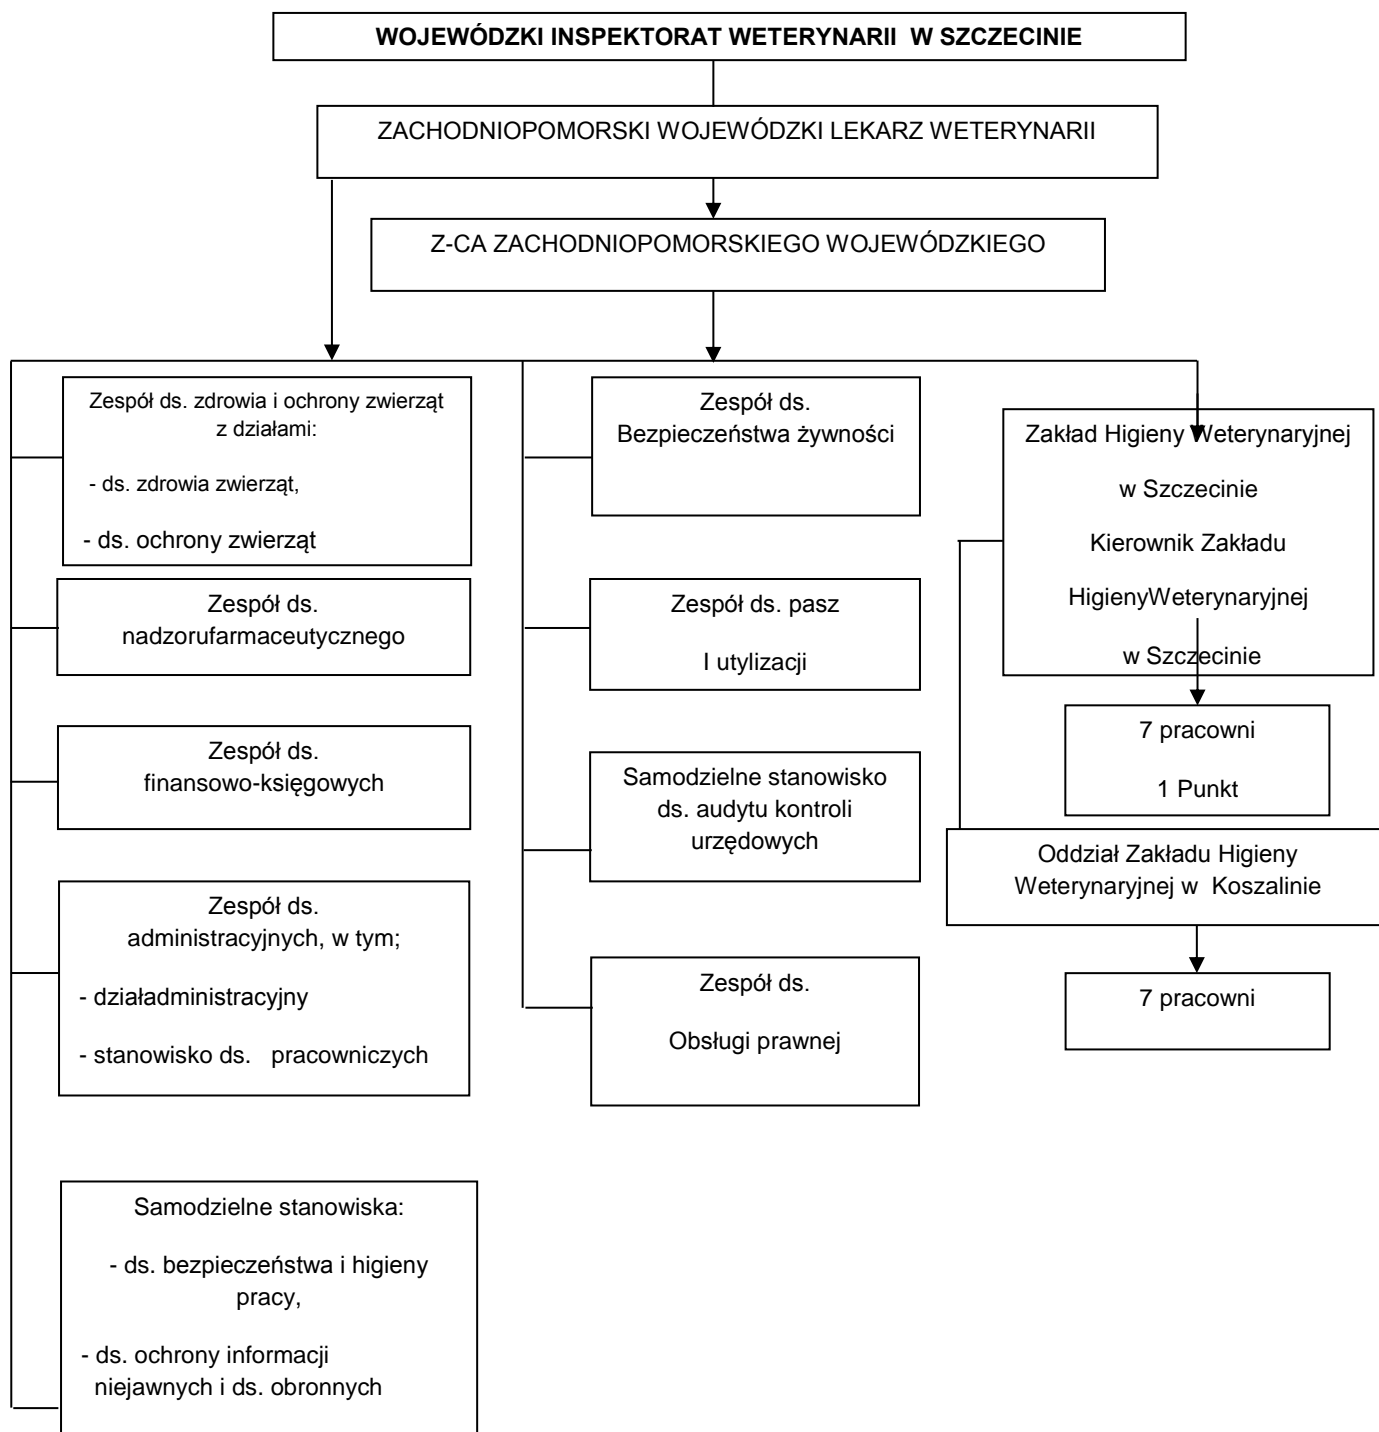 WOJEWÓDZKI INSPEKTORAT WETERYNARII W SZCZECINIE
ZACHODNIOPOMORSKI WOJEWÓDZKI LEKARZ WETERYNARII
Z-CA ZACHODNIOPOMORSKIEGO WOJEWÓDZKIEGO
Zespół ds. zdrowia i ochrony zwierząt
z działami:
- ds. zdrowia zwierząt,
- ds. ochrony zwierząt
Zespół ds.
nadzorufarmaceutycznego
Zespół ds.
finansowo-księgowych
Zespół ds.
administracyjnych, w tym;
- działadministracyjny
- stanowisko ds. pracowniczych
Samodzielne stanowiska:
- ds. bezpieczeństwa i higieny
pracy,
- ds. ochrony informacji
niejawnych i ds. obronnych
Zespół ds.
Bezpieczeństwa żywności
Zespół ds. pasz
I utylizacji
Samodzielne stanowisko
ds. audytu kontroli
urzędowych
Zespół ds.
Obsługi prawnej
Zakład Higieny Weterynaryjnej
w Szczecinie
Kierownik Zakładu
HigienyWeterynaryjnej
w Szczecinie
7 pracowni
1 Punkt
Oddział Zakładu Higieny
Weterynaryjnej w Koszalinie
7 pracowni